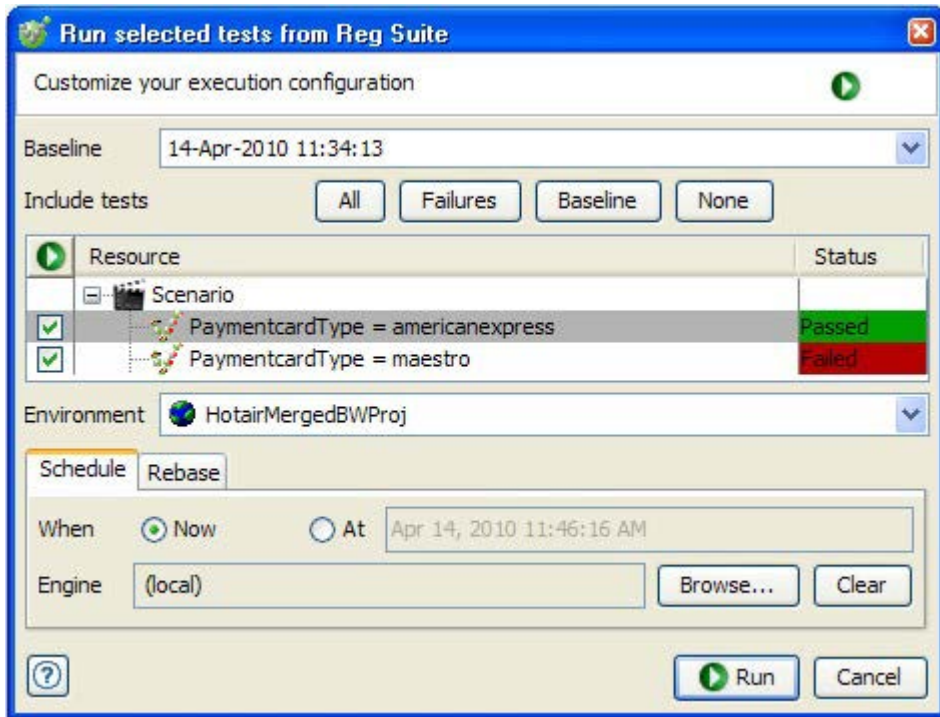 Run selected tests from Reg Suite
Customize your execution configuration
Baseline 14-Apr-2010 11:34:13
Include tests All Failures Baseline None
Resource Status
Scenario
PaymentcardType = americanexpress Passed
PaymentcardType = maestro Failed
Environment HotairMergedBWProj
Schedule Rebase
When Now At Apr 14, 2010 11:46:16 AM
Engine (local) Browse... Clear
? Run Cancel